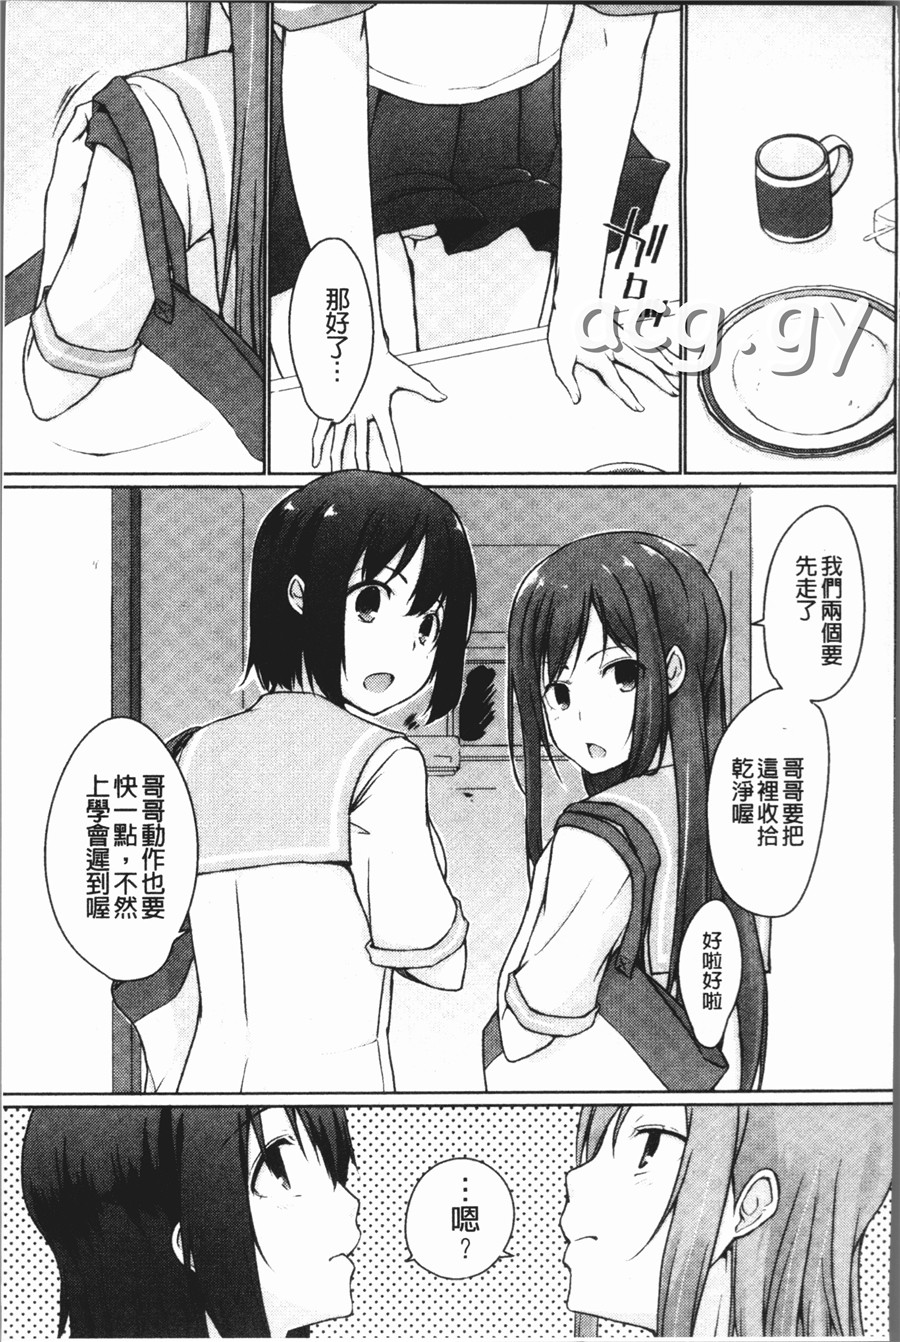 那好了…
ガ
ロ
acg.gy
我們兩個要
先走了
哥哥要把
這裡收拾
乾淨喔
好啦好啦
哥哥動作也要
快一點，不然
上學會遲到喔
…嗯？